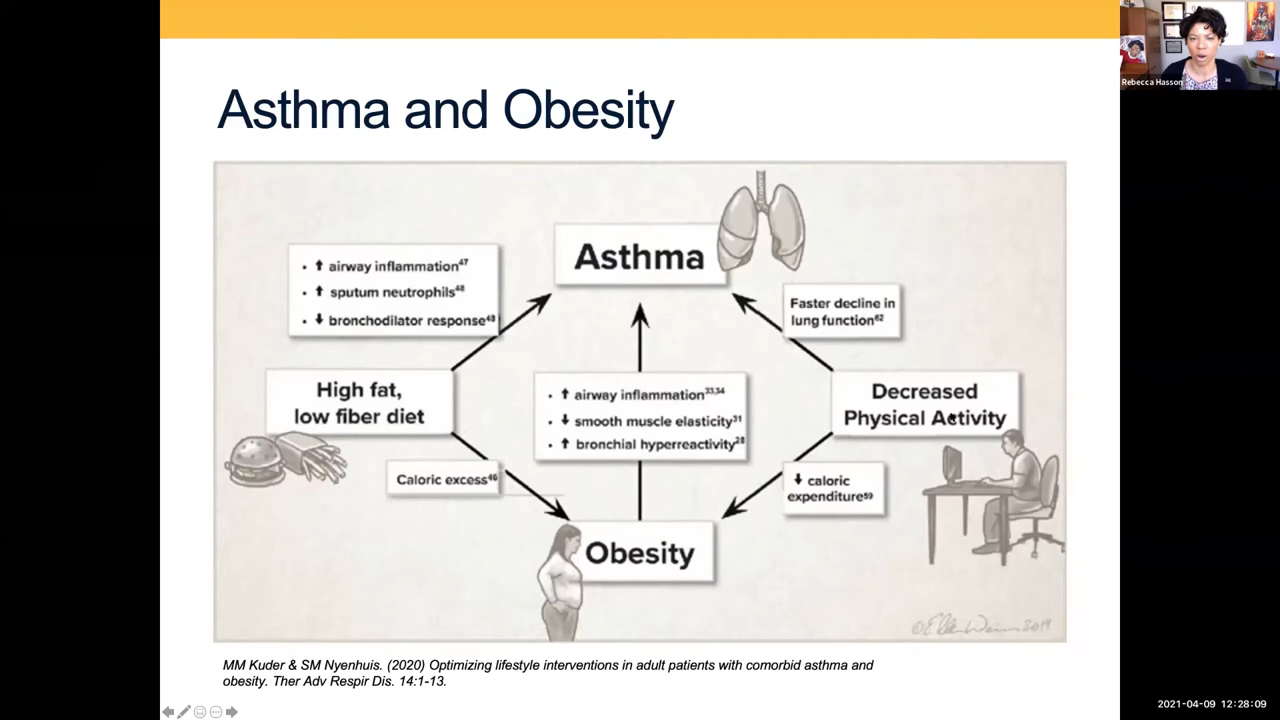 Asthma and Obesity
Asthma
• ↑ airway inflammation⁴⁷
• ↑ sputum neutrophils⁴⁸
• ↓ bronchodilator response⁴⁹
Faster decline in
lung function⁶²
High fat,
low fiber diet
• ↑ airway inflammation³³,³⁴
• ↓ smooth muscle elasticity³¹
• ↑ bronchial hyperreactivity²⁸
Decreased
Physical Activity
Caloric excess⁴⁶
↓ caloric
expenditure⁵⁹
Obesity
2019
MM Kuder & SM Nyenhuis. (2020) Optimizing lifestyle interventions in adult patients with comorbid asthma and
obesity. Ther Adv Respir Dis. 14:1-13.
Rebecca Hasson
2021-04-09 12:28:09